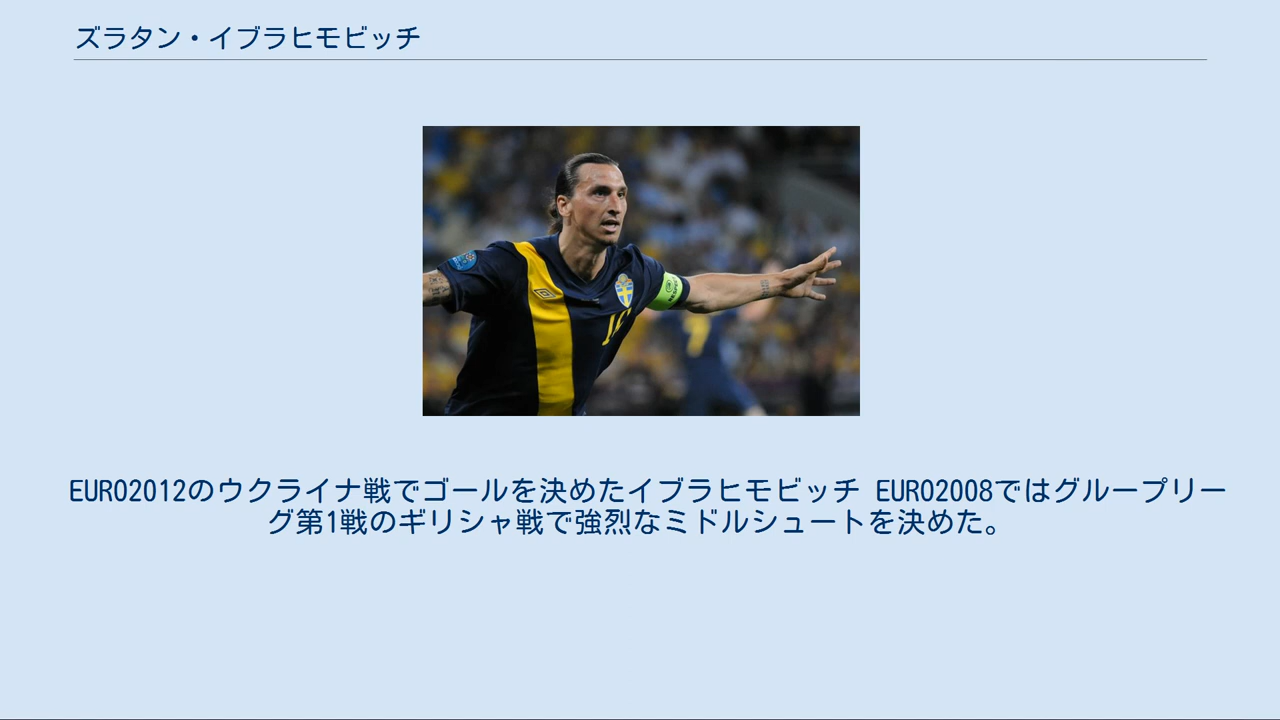 ズラタン・イブラヒモビッチ
EURO2012のウクライナ戦でゴールを決めたイブラヒモビッチ EURO2008ではグループリー
グ第1戦のギリシャ戦で強烈なミドルシュートを決めた。